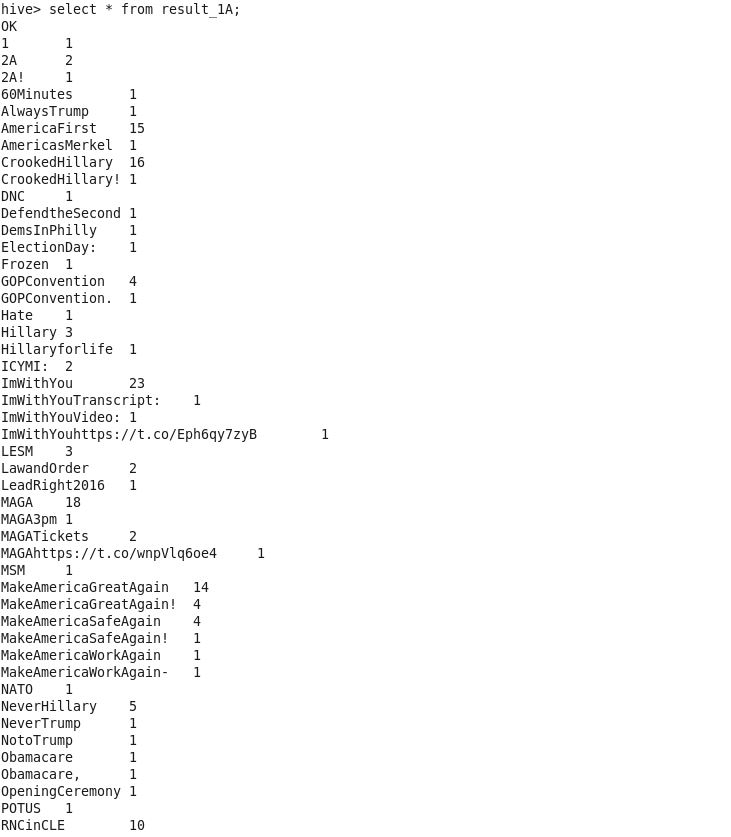 hive> select * from result_1A;
OK
1	1
2A	2
2A!	1
60Minutes	1
AlwaysTrump	1
AmericaFirst	15
AmericasMerkel	1
CrookedHillary	16
CrookedHillary!	1
DNC	1
DefendtheSecond	1
DemsInPhilly	1
ElectionDay:	1
Frozen	1
GOPConvention	4
GOPConvention.	1
Hate	1
Hillary	3
Hillaryforlife	1
ICYMI:	2
ImWithYou	23
ImWithYouTranscript:	1
ImWithYouVideo:	1
ImWithYouhttps://t.co/Eph6qy7zyB	1
LESM	3
LawandOrder	2
LeadRight2016	1
MAGA	18
MAGA3pm	1
MAGATickets	2
MAGAhttps://t.co/wnpVlq6oe4	1
MSM	1
MakeAmericaGreatAgain	14
MakeAmericaGreatAgain!	4
MakeAmericaSafeAgain	4
MakeAmericaSafeAgain!	1
MakeAmericaWorkAgain	1
MakeAmericaWorkAgain-	1
NATO	1
NeverHillary	5
NeverTrump	1
NotoTrump	1
Obamacare	1
Obamacare,	1
OpeningCeremony	1
POTUS	1
RNCinCLE	10